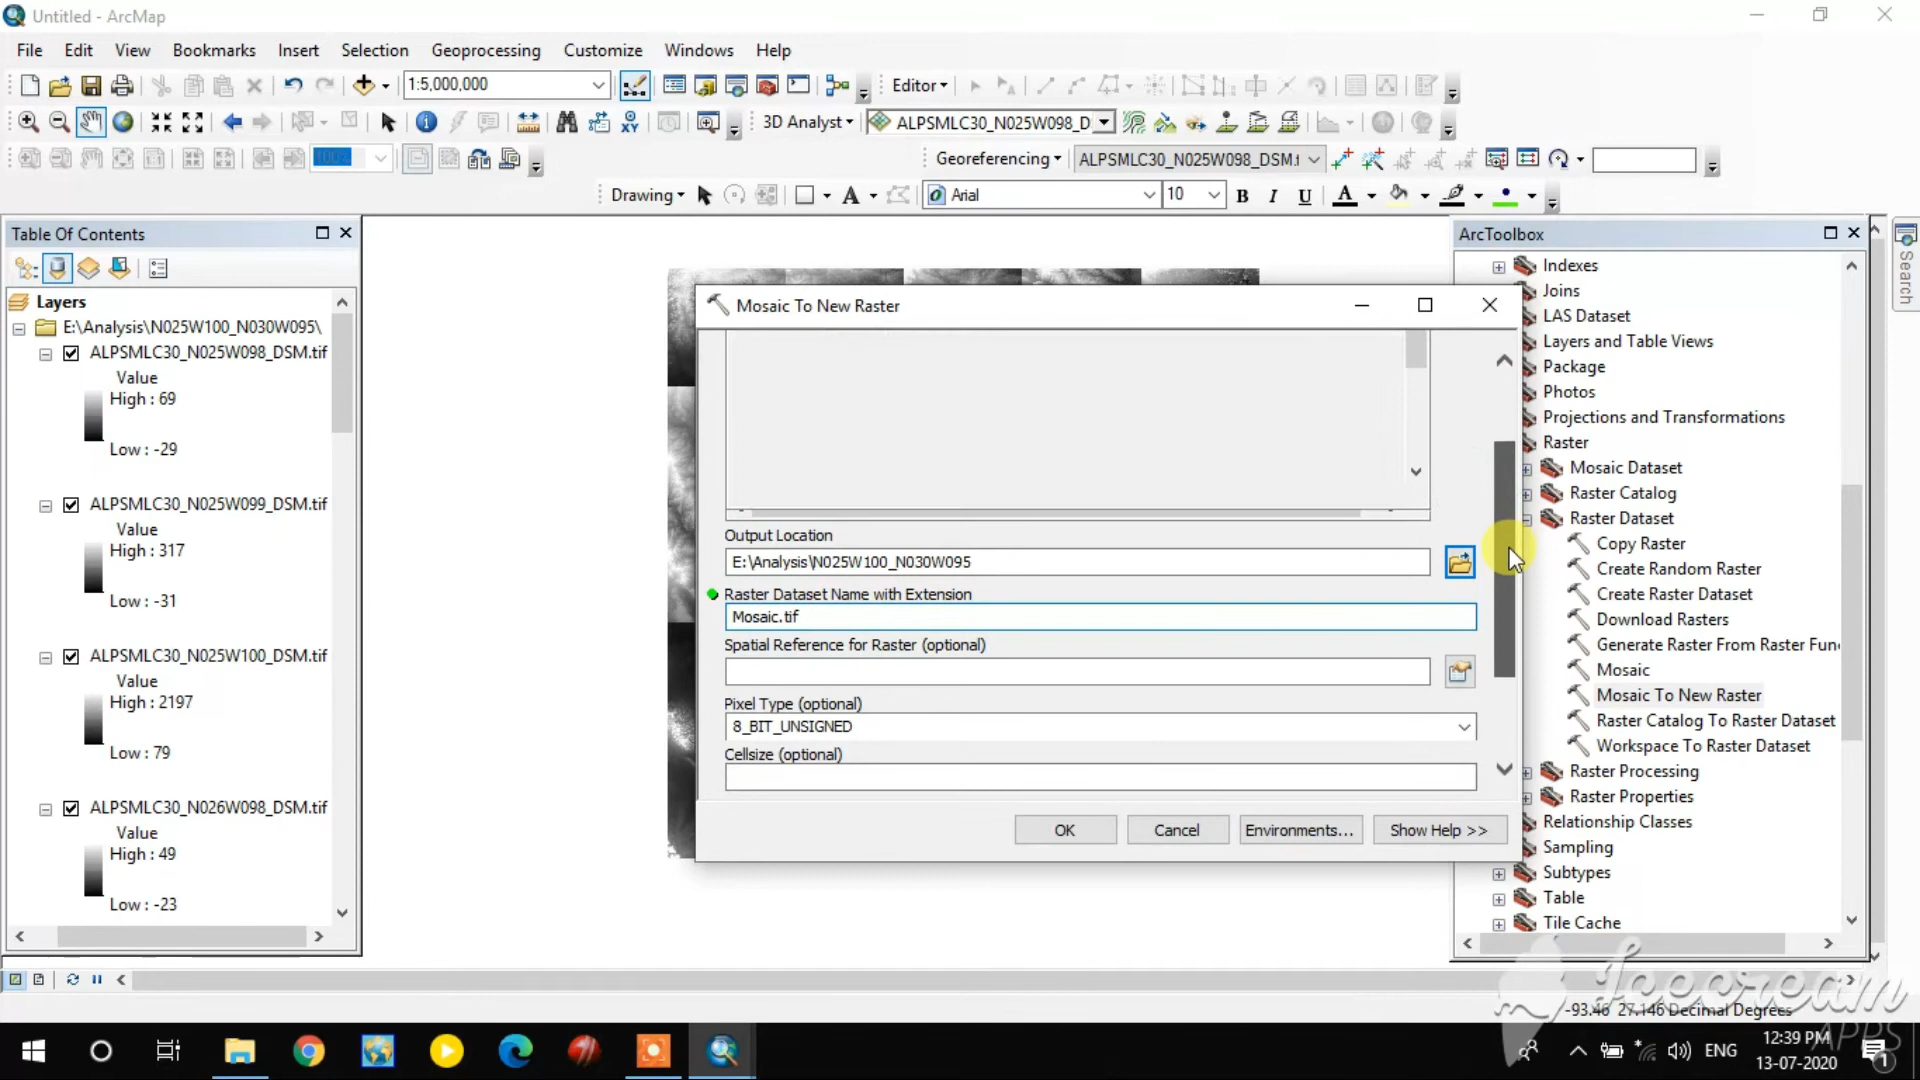 Untitled - ArcMap
File Edit View Bookmarks Insert Selection Geoprocessing Customize Windows Help
1:5,000,000
Editor
3D Analyst
ALPSMLC30_N025W098_D
100%
Georeferencing
ALPSMLC30_N025W098_DSM.t
Drawing
A
Arial
10
B I U A
Table Of Contents
Layers
E:\Analysis\N025W100_N030W095\
ALPSMLC30_N025W098_DSM.tif
Value
High : 69
Low : -29
ALPSMLC30_N025W099_DSM.tif
Value
High : 317
Low : -31
ALPSMLC30_N025W100_DSM.tif
Value
High : 2197
Low : 79
ALPSMLC30_N026W098_DSM.tif
Value
High : 49
Low : -23
Mosaic To New Raster
Output Location
E:\Analysis\N025W100_N030W095
Raster Dataset Name with Extension
Mosaic.tif
Spatial Reference for Raster (optional)
Pixel Type (optional)
8_BIT_UNSIGNED
Cellsize (optional)
OK
Cancel
Environments...
Show Help >>
ArcToolbox
Indexes
Joins
LAS Dataset
Layers and Table Views
Package
Photos
Projections and Transformations
Raster
Mosaic Dataset
Raster Catalog
Raster Dataset
Copy Raster
Create Random Raster
Create Raster Dataset
Download Rasters
Generate Raster From Raster Fun
Mosaic
Mosaic To New Raster
Raster Catalog To Raster Dataset
Workspace To Raster Dataset
Raster Processing
Raster Properties
Relationship Classes
Sampling
Subtypes
Table
Tile Cache
Search
-93.46 27.146 Decimal Degrees
Icecream
APPS
ENG
12:39 PM
13-07-2020
1